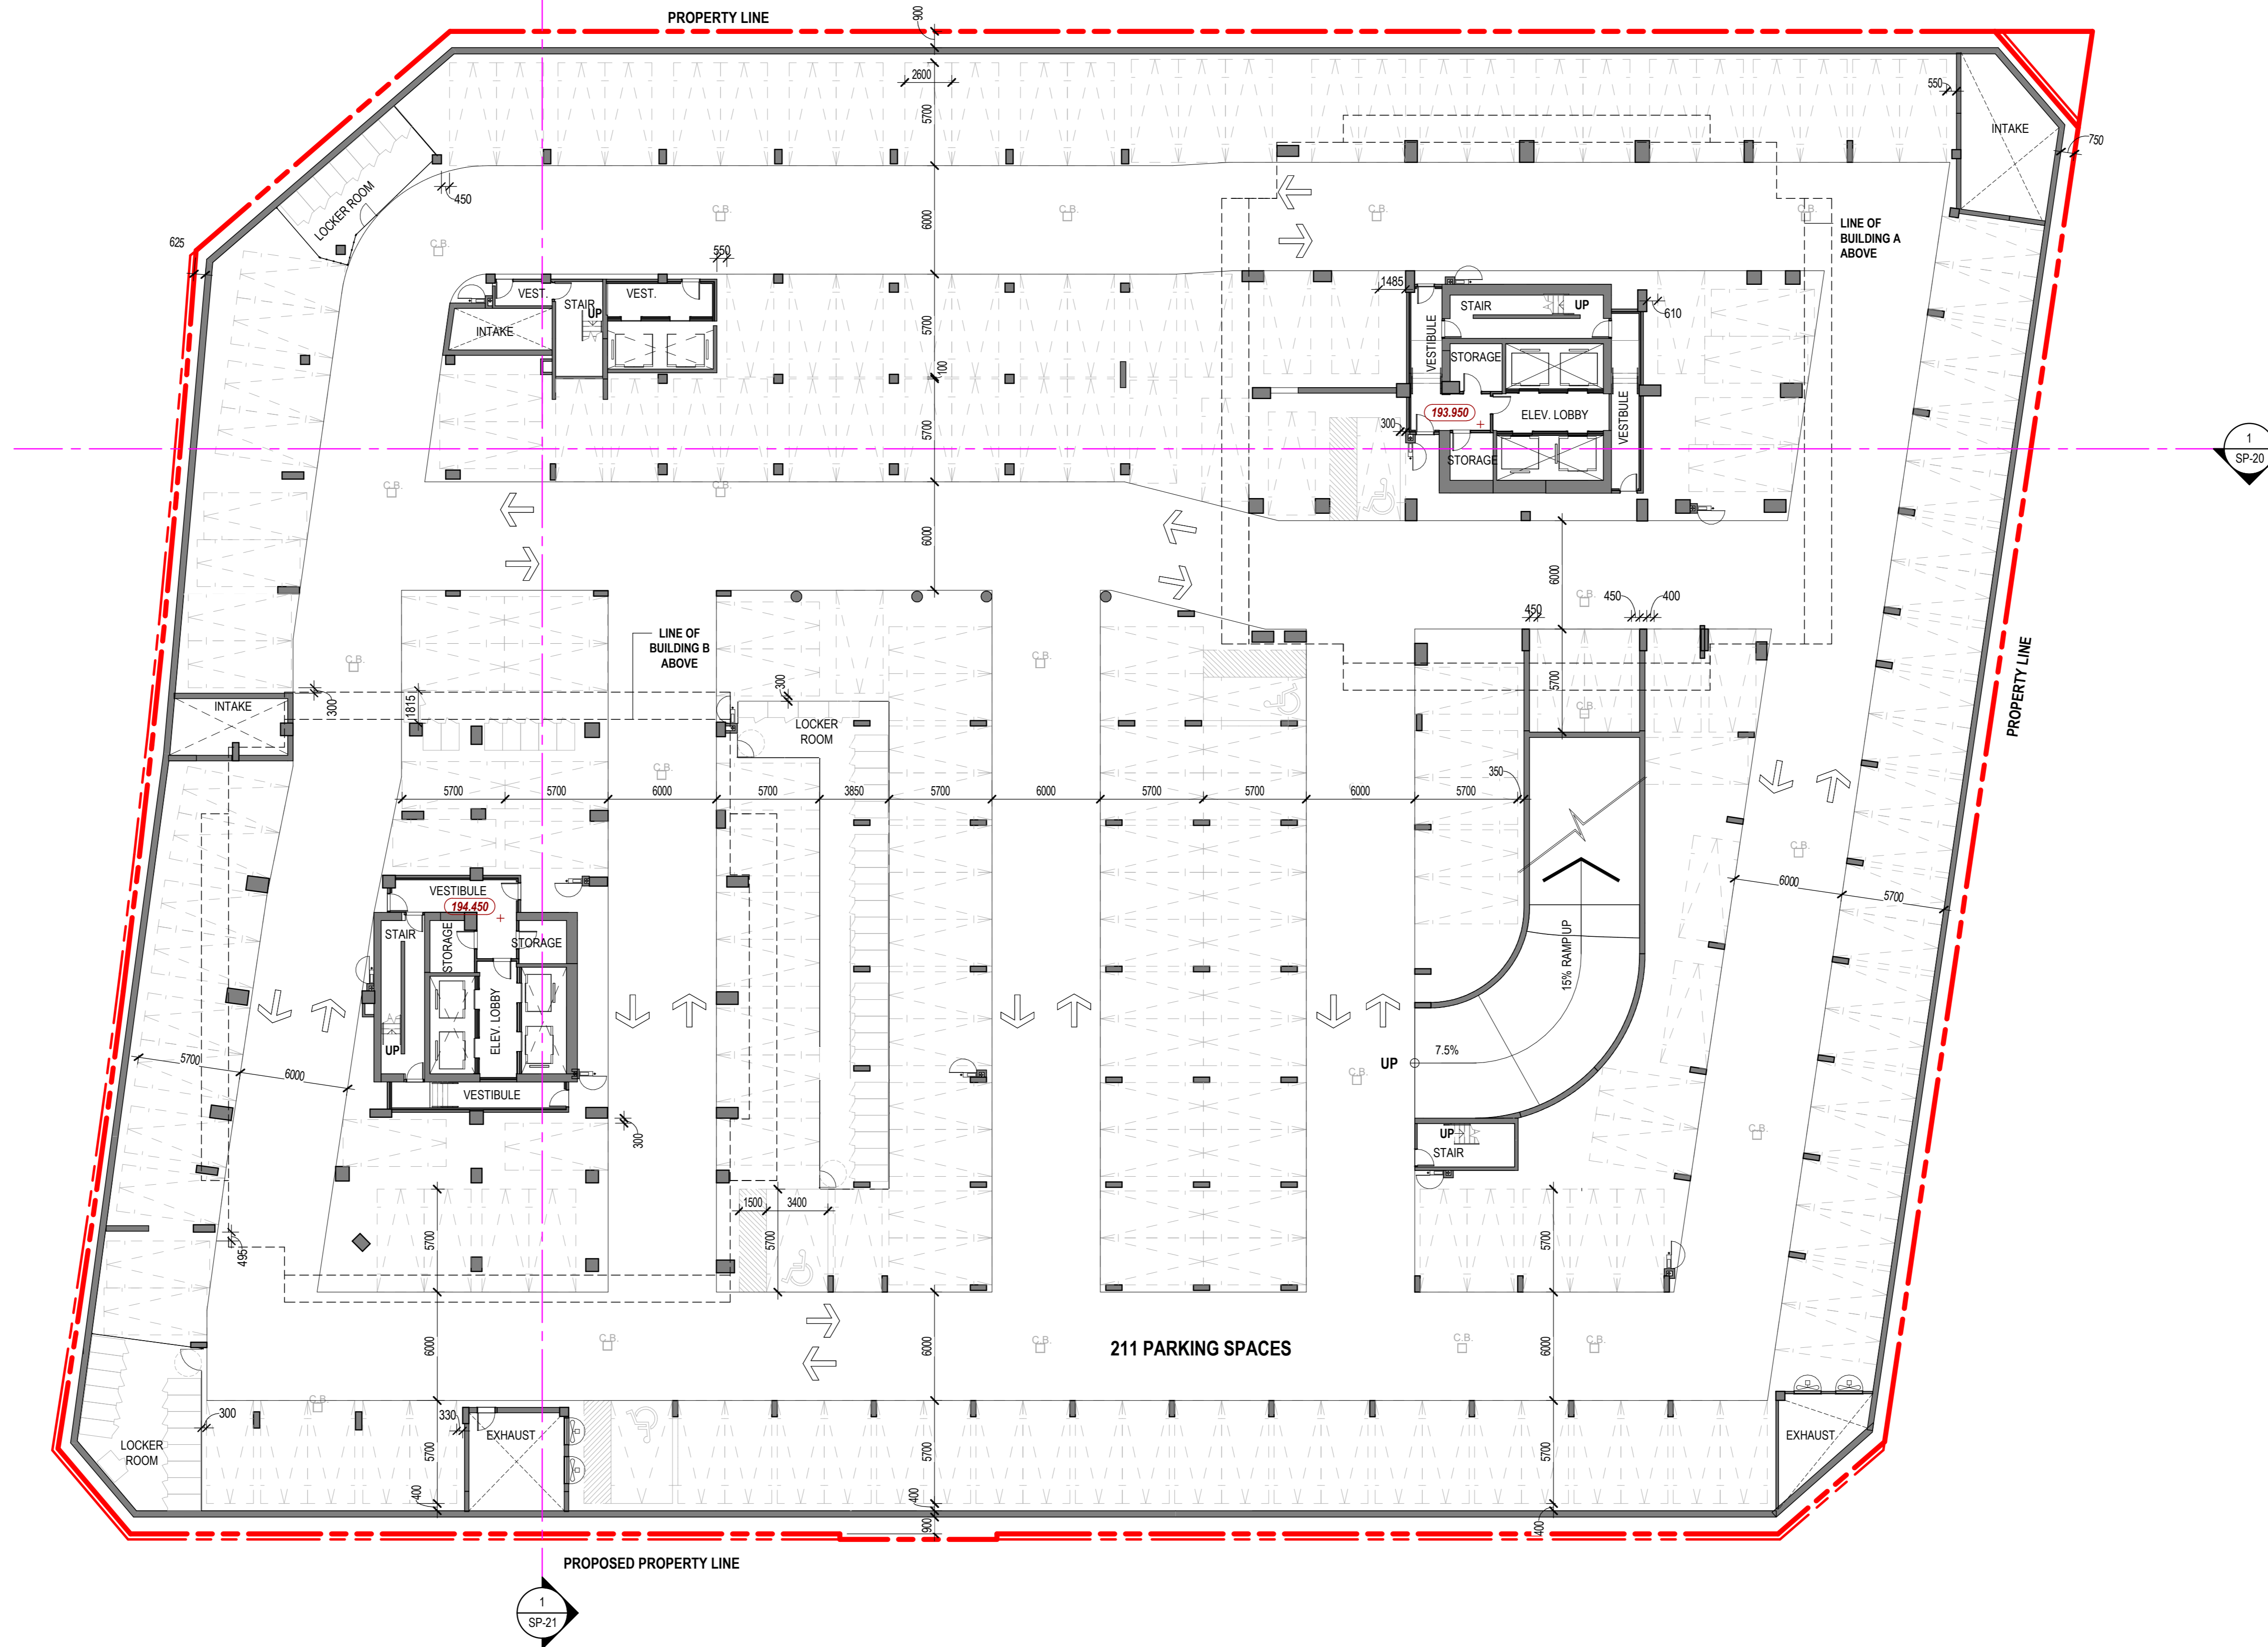 PROPERTY LINE
900
2600
5700
550
INTAKE
750
LOCKER ROOM
450
C.B.
C.B.
C.B.
C.B.
C.B.
6000
LINE OF
BUILDING A
ABOVE
625
550
VEST.
STAIR
UP
VEST.
INTAKE
5700
100
5700
1485
STAIR
UP
610
VESTIBULE
STORAGE
193.950
ELEV. LOBBY
VESTBULE
300
STORAGE
1
SP-20
C.B.
C.B.
6000
6000
C.B.
450
450
400
LINE OF
BUILDING B
ABOVE
C.B.
C.B.
300
5700
PROPERTY LINE
INTAKE
300
1815
LOCKER
ROOM
C.B.
C.B.
5700
5700
6000
5700
3850
5700
6000
5700
5700
6000
5700
350
C.B.
6000
5700
VESTIBULE
194.450
STAIR
STORAGE
STORAGE
ELEV. LOBBY
UP
VESTIBULE
15% RAMP UP
7.5%
UP
C.B.
5700
6000
300
UP
STAIR
C.B.
1500
3400
5700
5700
5700
495
6000
6000
6000
C.B.
C.B.
211 PARKING SPACES
C.B.
C.B.
C.B.
300
330
EXHAUST
LOCKER
ROOM
5700
5700
5700
EXHAUST
400
400
400
900
PROPOSED PROPERTY LINE
1
SP-21